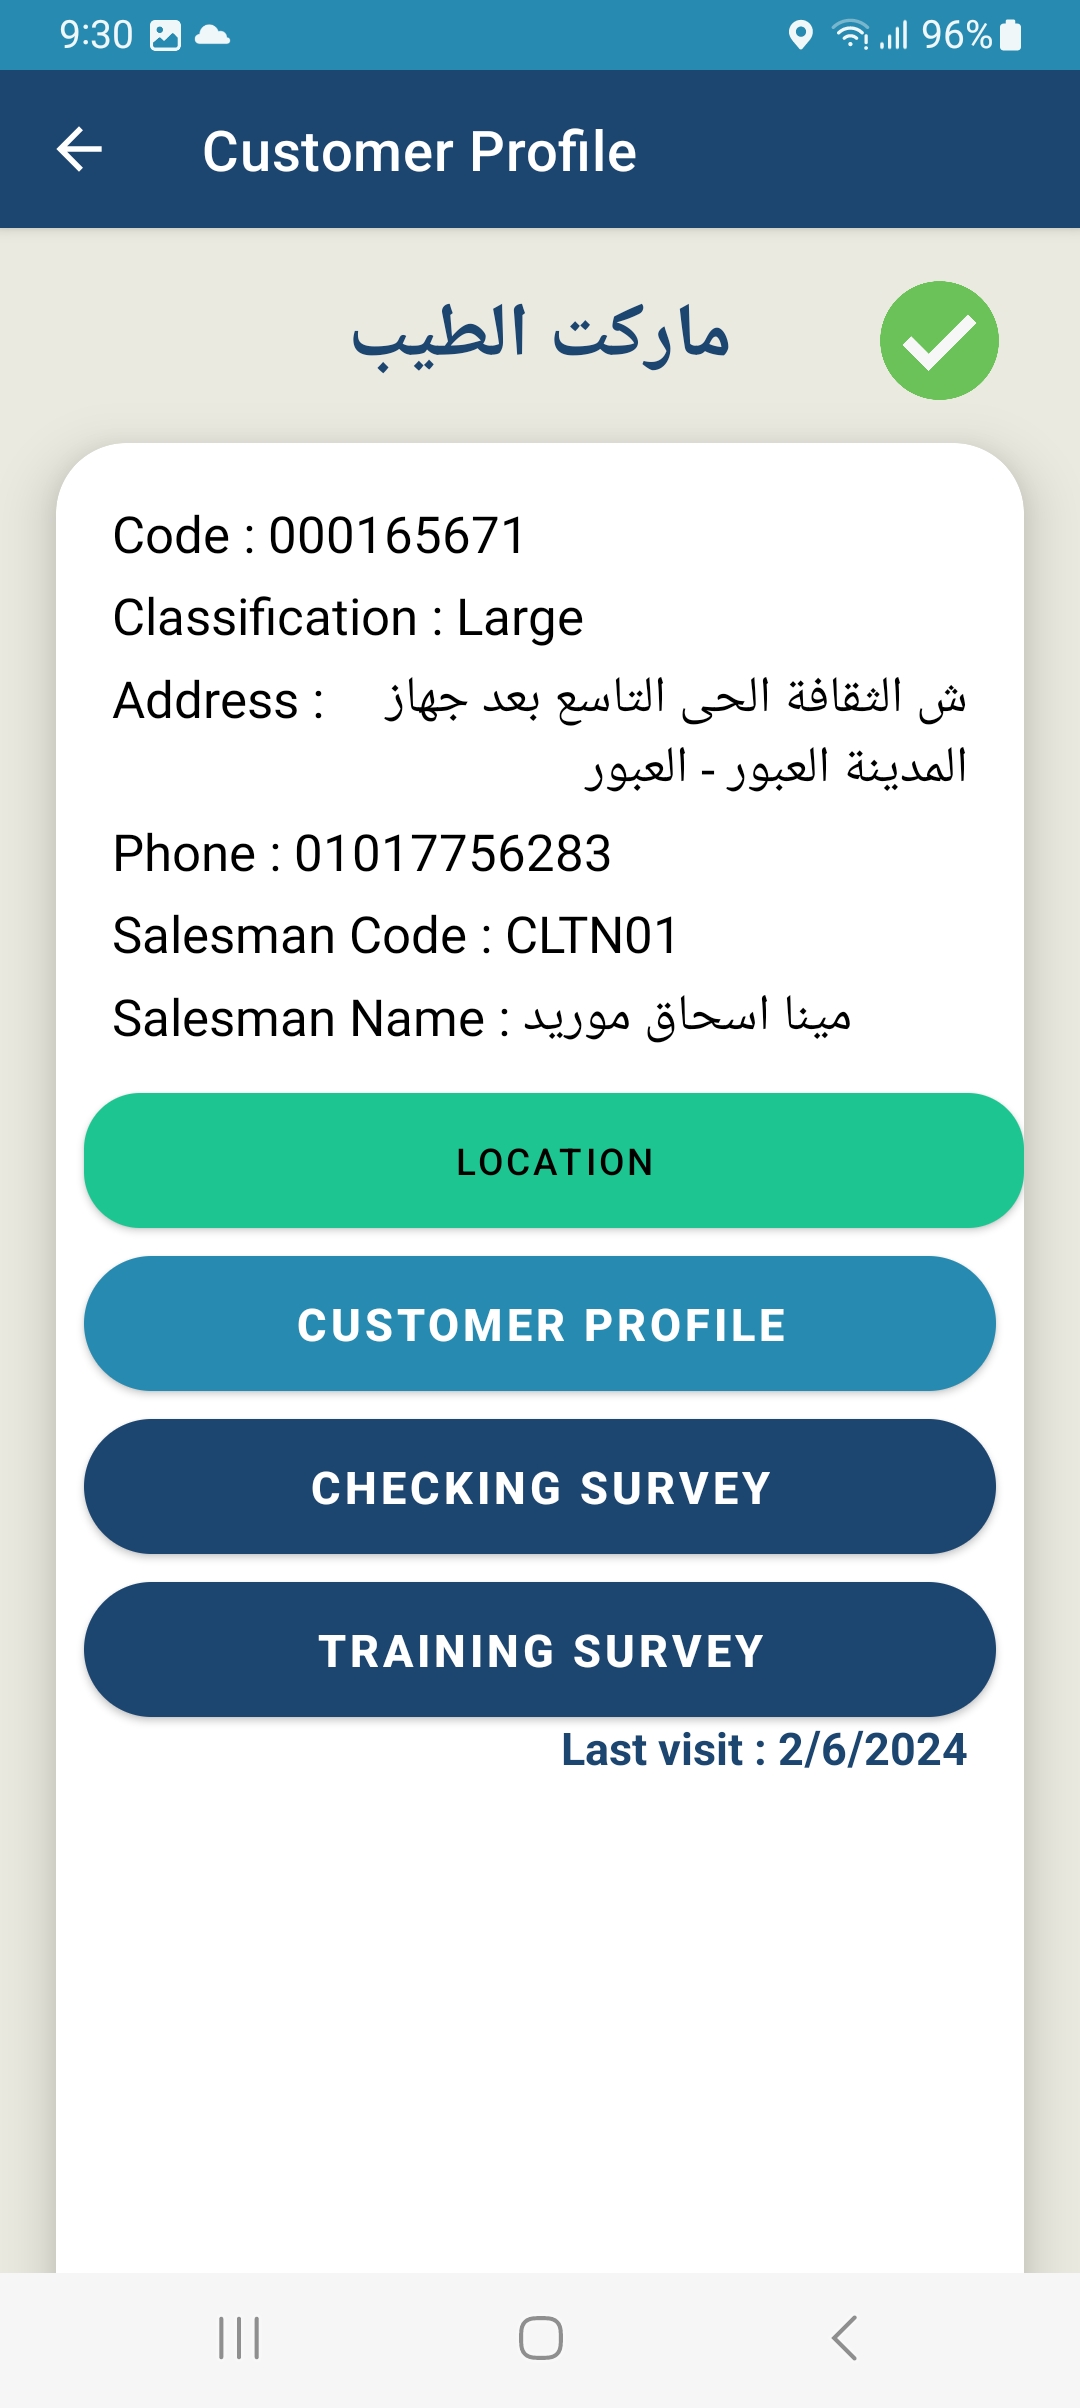 9:30 96%
Customer Profile
ماركت الطيب
Code : 000165671
Classification : Large
Address : ش الثقافة الحى التاسع بعد جهاز
المدينة العبور - العبور
Phone : 01017756283
Salesman Code : CLTN01
Salesman Name : مينا اسحاق موريد
LOCATION
CUSTOMER PROFILE
CHECKING SURVEY
TRAINING SURVEY
Last visit : 2/6/2024